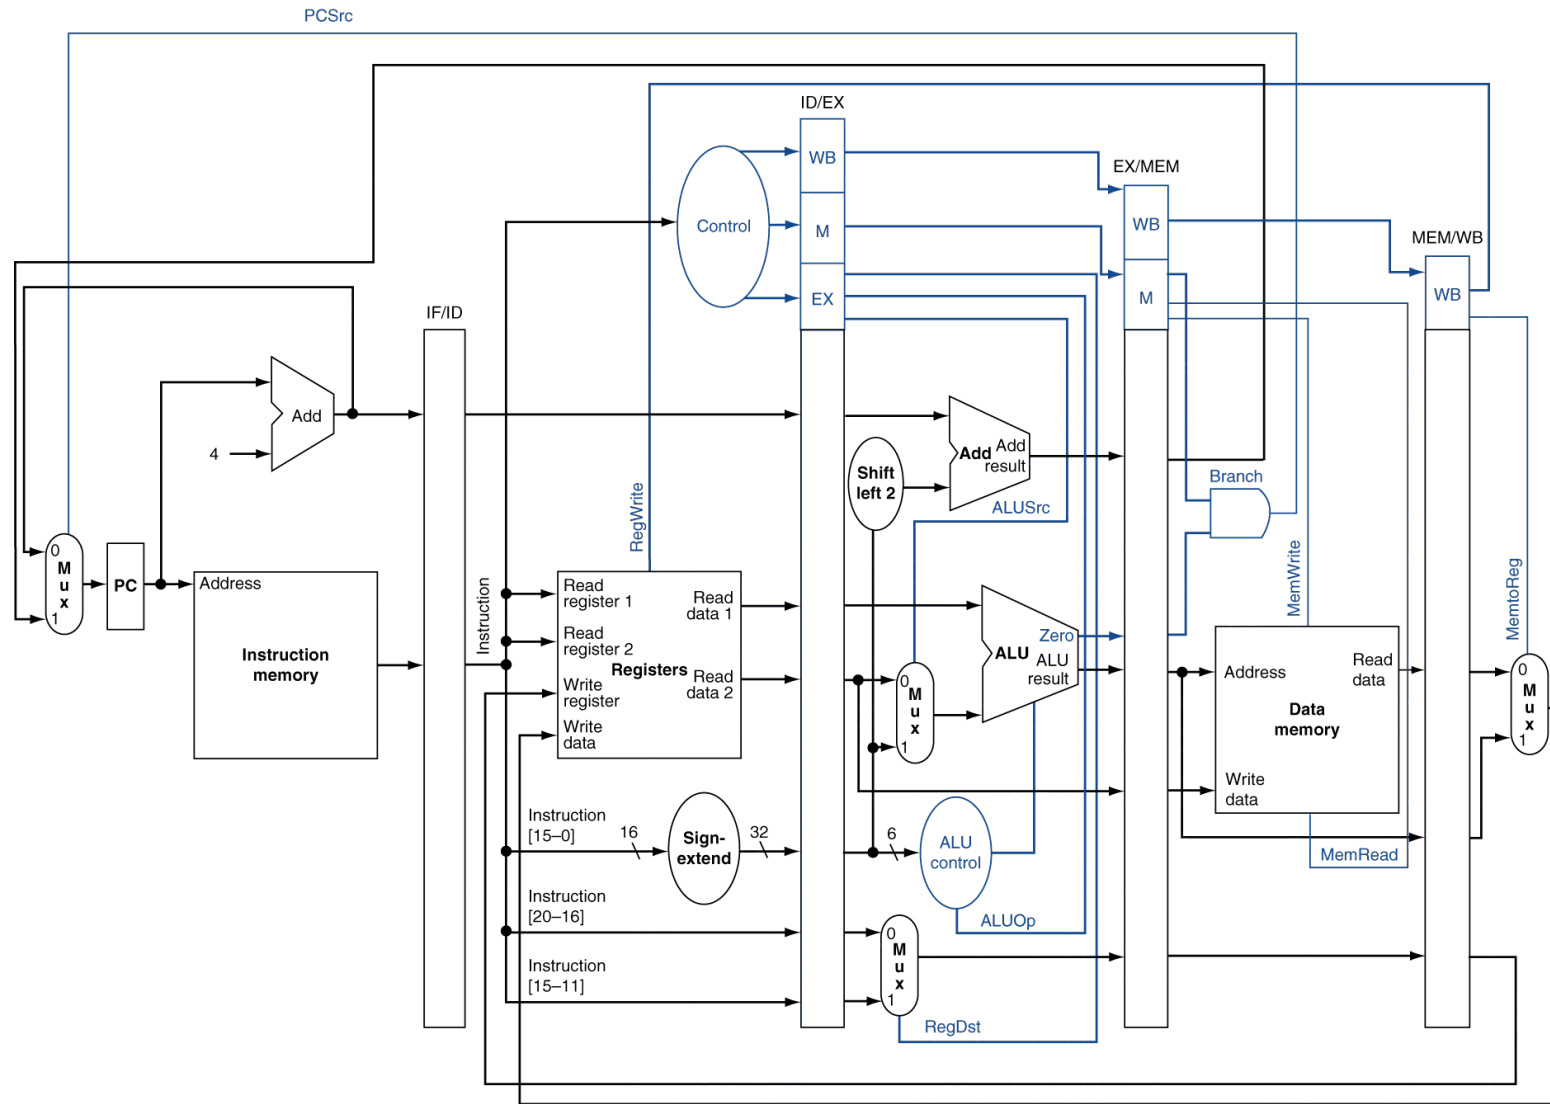 PCSrc
ID/EX
WB
EX/MEM
Control
M
WB
MEM/WB
EX
M
WB
IF/ID
Add
4
Shift
left 2
Add
Add
result
ALUSrc
Branch
RegWrite
MemWrite
MemtoReg
0
M
u
x
1
PC
Address
Instruction
memory
Instruction
Read
register 1
Read
register 2
Write
register
Write
data
Registers
Read
data 1
Read
data 2
0
M
u
x
1
Zero
ALU
ALU
result
Address
Read
data
Data
memory
Write
data
MemRead
0
M
u
x
1
Instruction
[15–0]
16
Sign-
extend
32
6
ALU
control
ALUOp
Instruction
[20–16]
Instruction
[15–11]
0
M
u
x
1
RegDst